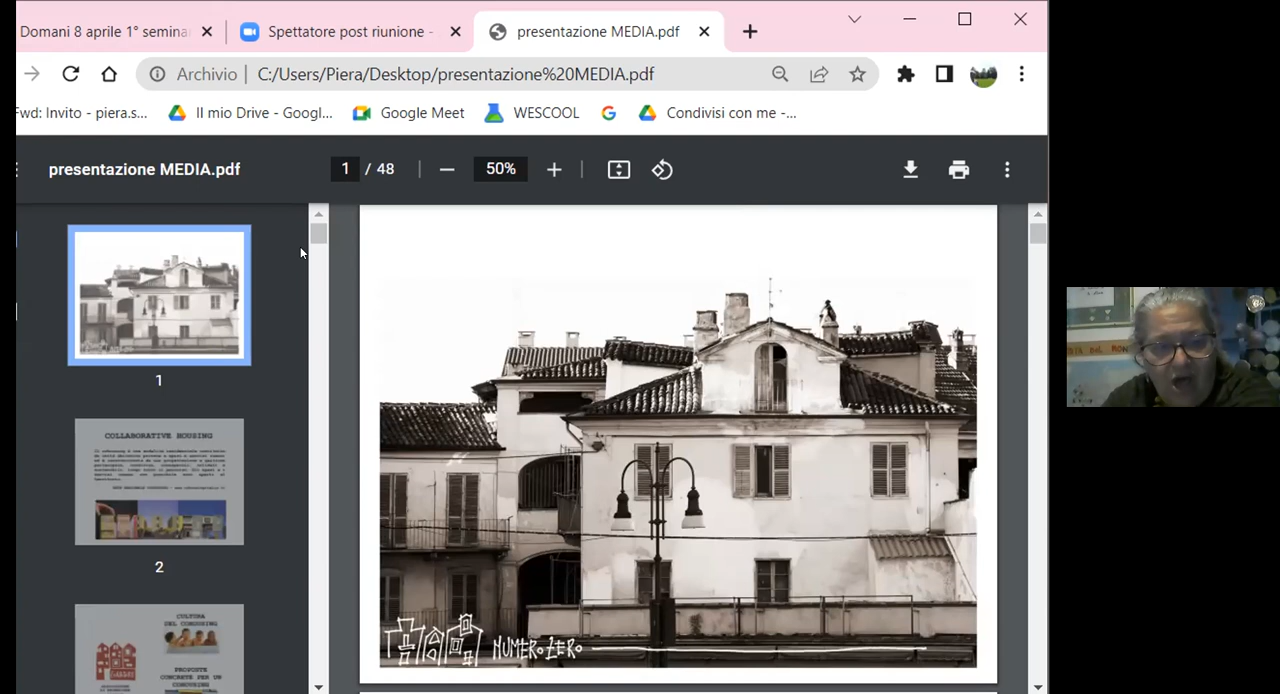 Domani 8 aprile 1° semina
Spettatore post riunione -
presentazione MEDIA.pdf
Archivio
C:/Users/Piera/Desktop/presentazione%20MEDIA.pdf
Fwd: Invito - piera.s...
Il mio Drive - Googl...
Google Meet
WESCOOL
Condivisi con me -...
presentazione MEDIA.pdf
1 / 48
50%
1
COLLABORATIVE HOUSING
2
CULTURA
DEL COHOUSING
PROPOSTE
CONCRETE PER UN
COHOUSING
NUMEROZERO